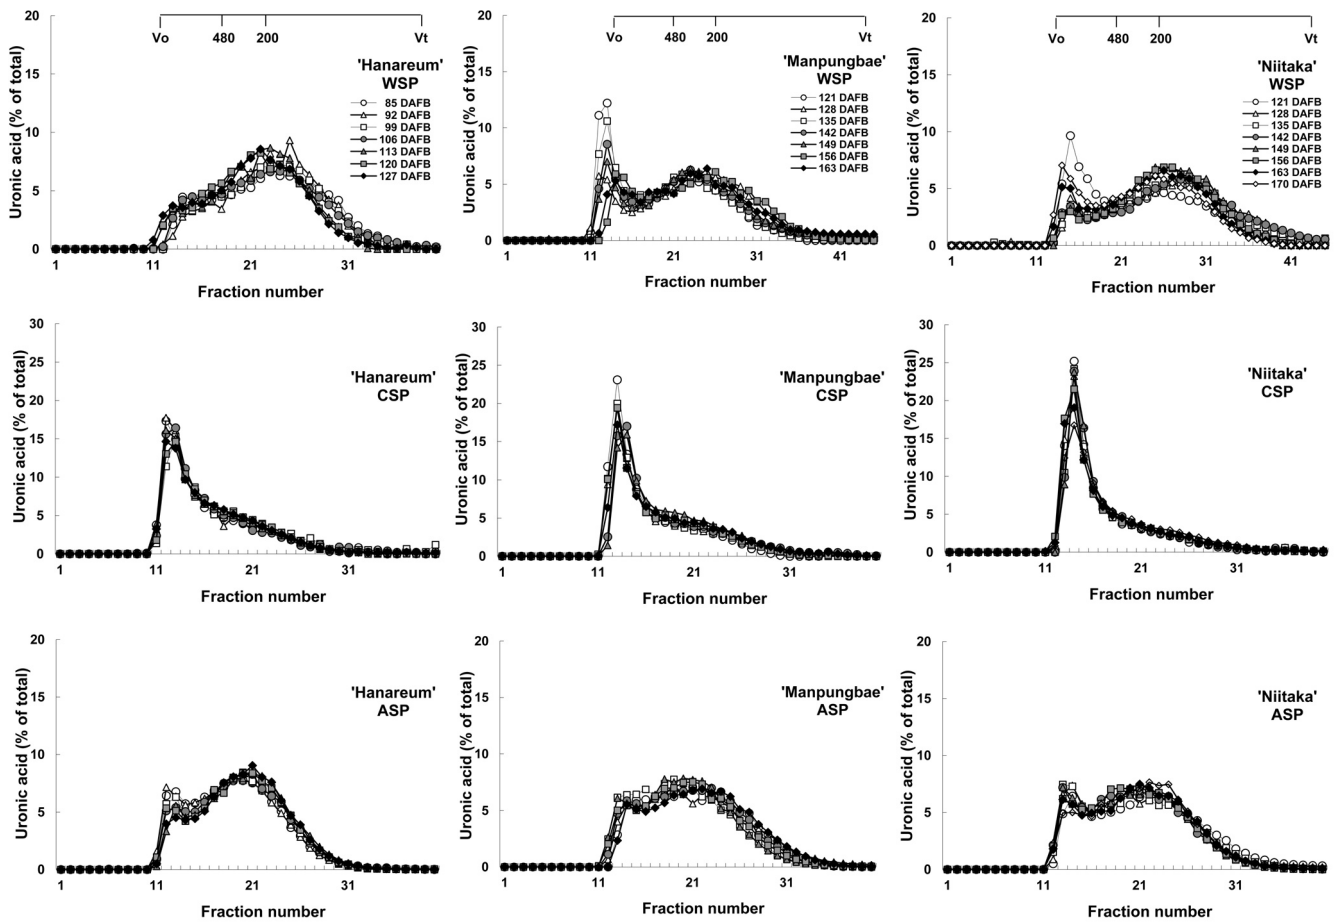 20
15
10
5
0
Uronic acid (% of total)
Vo 480 200 Vt
'Hanareum'
WSP
85 DAFB
92 DAFB
99 DAFB
106 DAFB
113 DAFB
120 DAFB
127 DAFB
1 11 21 31
Fraction number
20
15
10
5
0
Uronic acid (% of total)
Vo 480 200 Vt
'Manpungbae'
WSP
121 DAFB
128 DAFB
135 DAFB
142 DAFB
149 DAFB
156 DAFB
163 DAFB
1 11 21 31 41
Fraction number
20
15
10
5
0
Uronic acid (% of total)
Vo 480 200 Vt
'Niitaka'
WSP
121 DAFB
128 DAFB
135 DAFB
142 DAFB
149 DAFB
156 DAFB
163 DAFB
170 DAFB
1 11 21 31 41
Fraction number
30
25
20
15
10
5
0
Uronic acid (% of total)
'Hanareum'
CSP
1 11 21 31
Fraction number
30
25
20
15
10
5
0
Uronic acid (% of total)
'Manpungbae'
CSP
1 11 21 31
Fraction number
30
25
20
15
10
5
0
Uronic acid (% of total)
'Niitaka'
CSP
1 11 21 31
Fraction number
20
15
10
5
0
Uronic acid (% of total)
'Hanareum'
ASP
1 11 21 31
Fraction number
20
15
10
5
0
Uronic acid (% of total)
'Manpungbae'
ASP
1 11 21 31
Fraction number
20
15
10
5
0
Uronic acid (% of total)
'Niitaka'
ASP
1 11 21 31
Fraction number